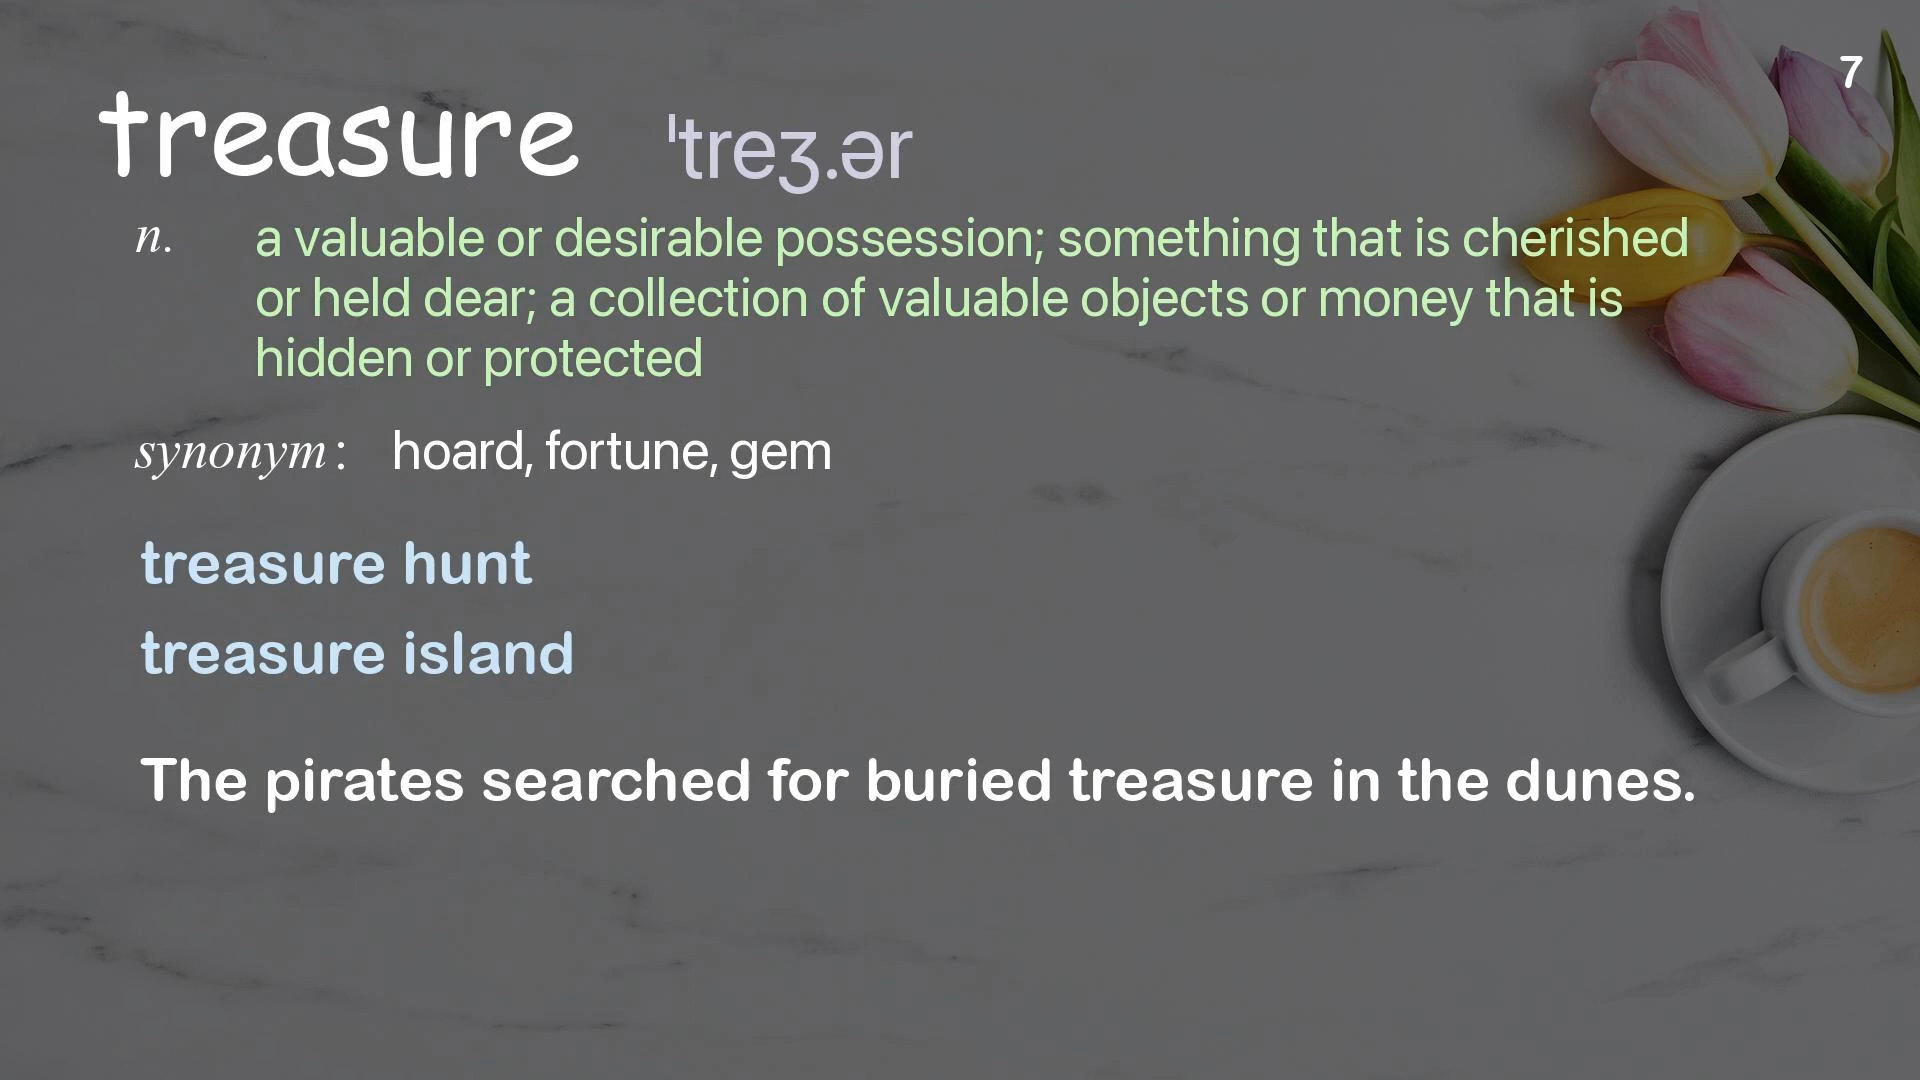 7
treasure ˈtreʒ.ər
n. a valuable or desirable possession; something that is cherished
or held dear; a collection of valuable objects or money that is
hidden or protected
synonym: hoard, fortune, gem
treasure hunt
treasure island
The pirates searched for buried treasure in the dunes.